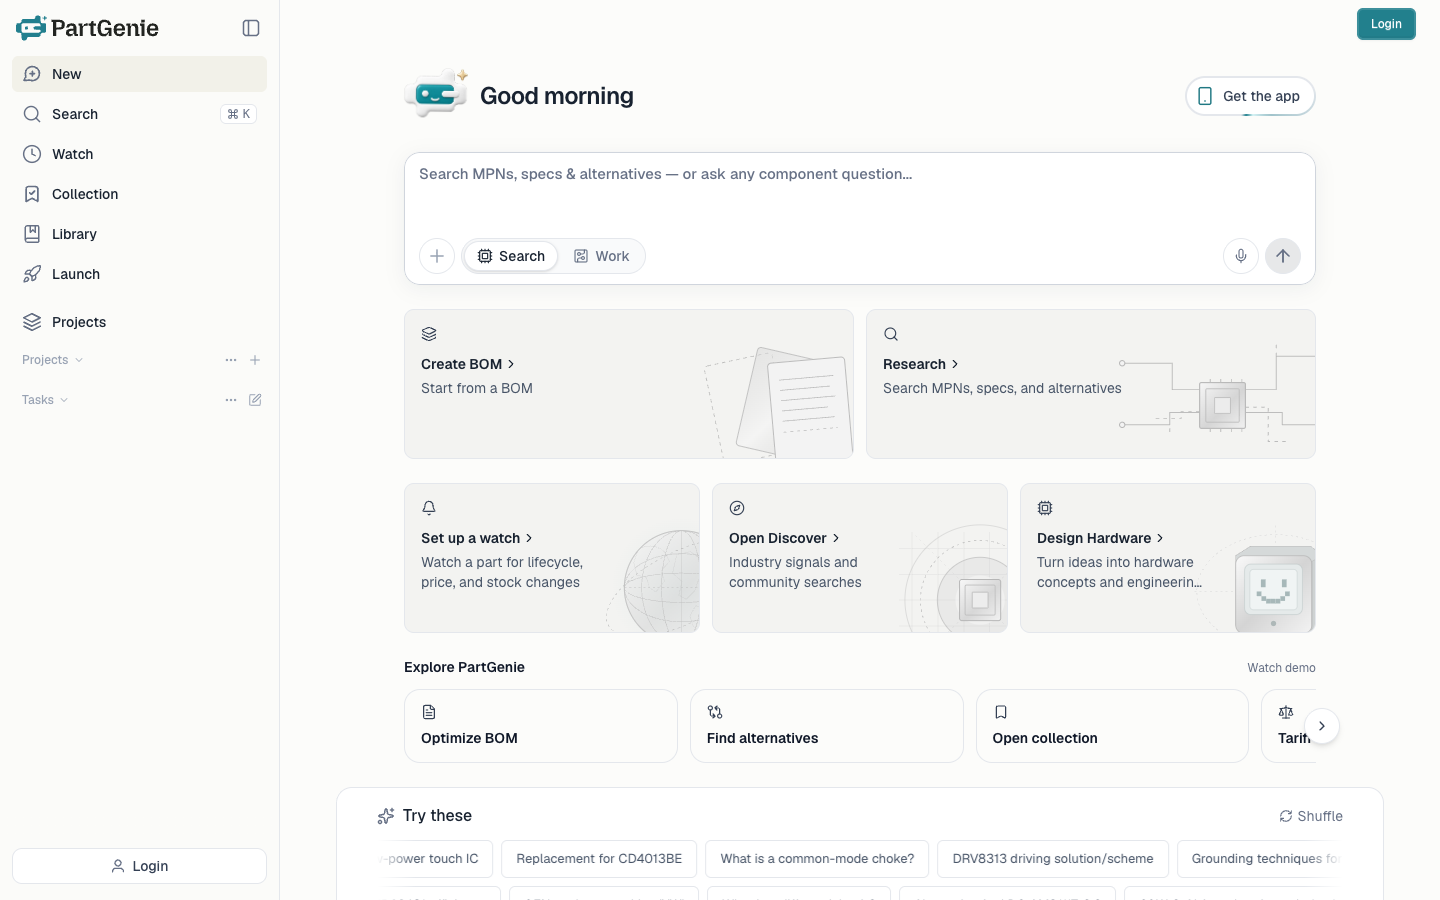 PartGenie
Login
New
Search
⌘ K
Watch
Collection
Library
Launch
Projects
Projects
Tasks
Login
Good morning
Get the app
Search MPNs, specs & alternatives — or ask any component question...
Search
Work
Create BOM
Start from a BOM
Research
Search MPNs, specs, and alternatives
Set up a watch
Watch a part for lifecycle,
price, and stock changes
Open Discover
Industry signals and
community searches
Design Hardware
Turn ideas into hardware
concepts and engineerin...
Explore PartGenie
Watch demo
Optimize BOM
Find alternatives
Open collection
Try these
Shuffle
-power touch IC
Replacement for CD4013BE
What is a common-mode choke?
DRV8313 driving solution/scheme
Grounding techniques